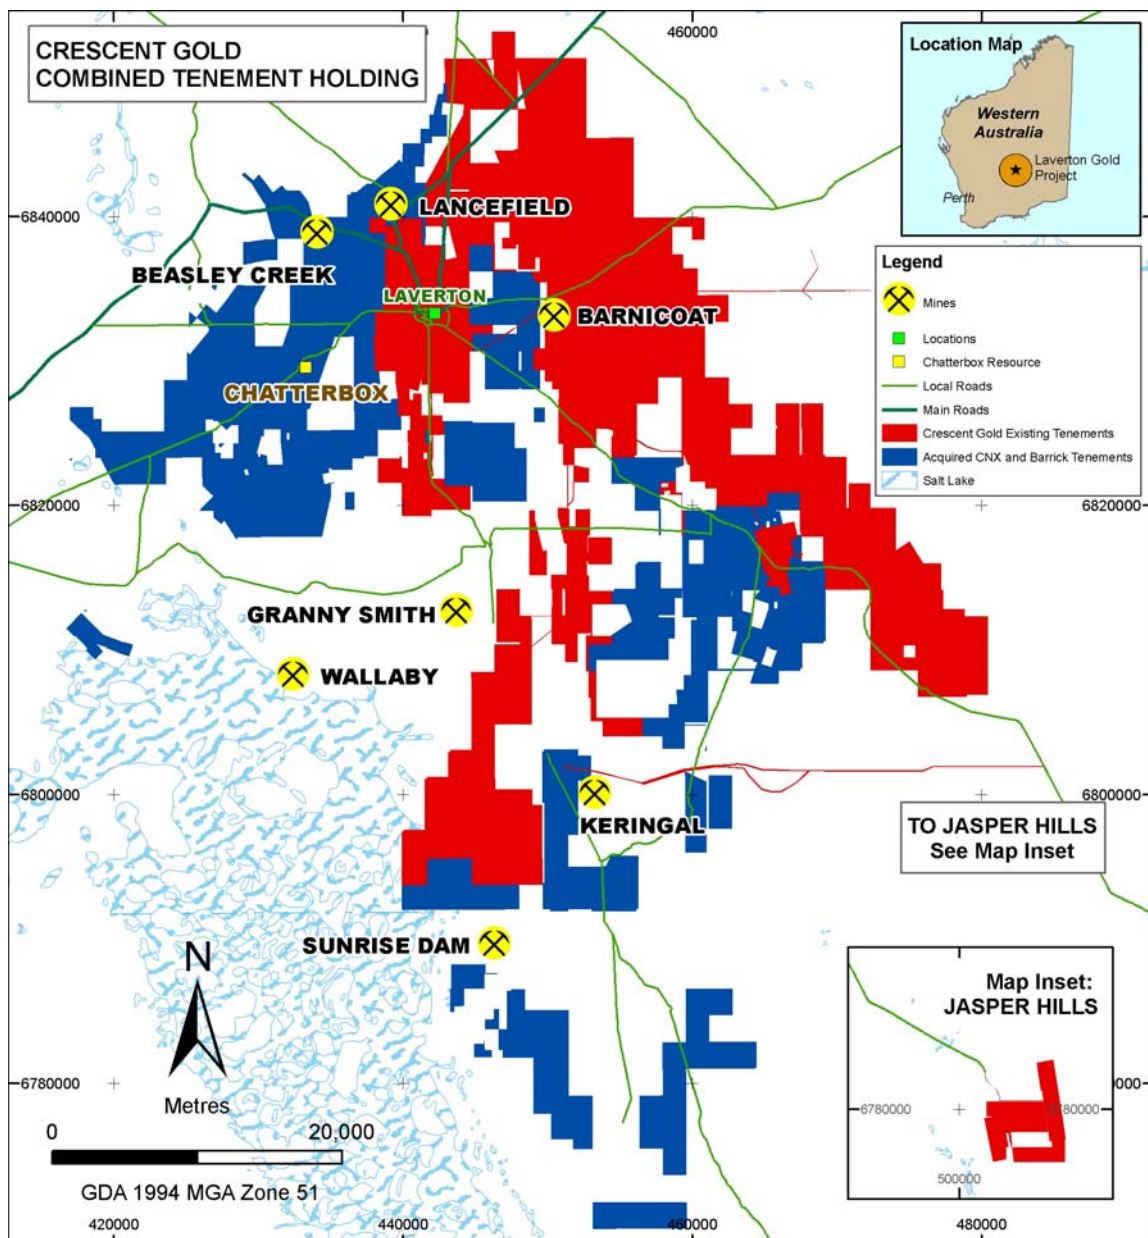 CRESCENT GOLD
COMBINED TENEMENT HOLDING
460000
Location Map
Western
Australia
Laverton Gold
Project
Perth
6840000
LANCEFIELD
BEASLEY CREEK
LAVERTON
BARNICOAT
CHATTERBOX
Legend
Mines
Locations
Chatterbox Resource
Local Roads
Main Roads
Crescent Gold Existing Tenements
Acquired CNX and Barrick Tenements
Salt Lake
6820000
6820000
GRANNY SMITH
WALLABY
6800000
6800000
KERINGAL
TO JASPER HILLS
See Map Inset
SUNRISE DAM
N
Metres
0
20,000
GDA 1994 MGA Zone 51
6780000
Map Inset:
JASPER HILLS
6780000
6780000
500000
420000
440000
460000
480000